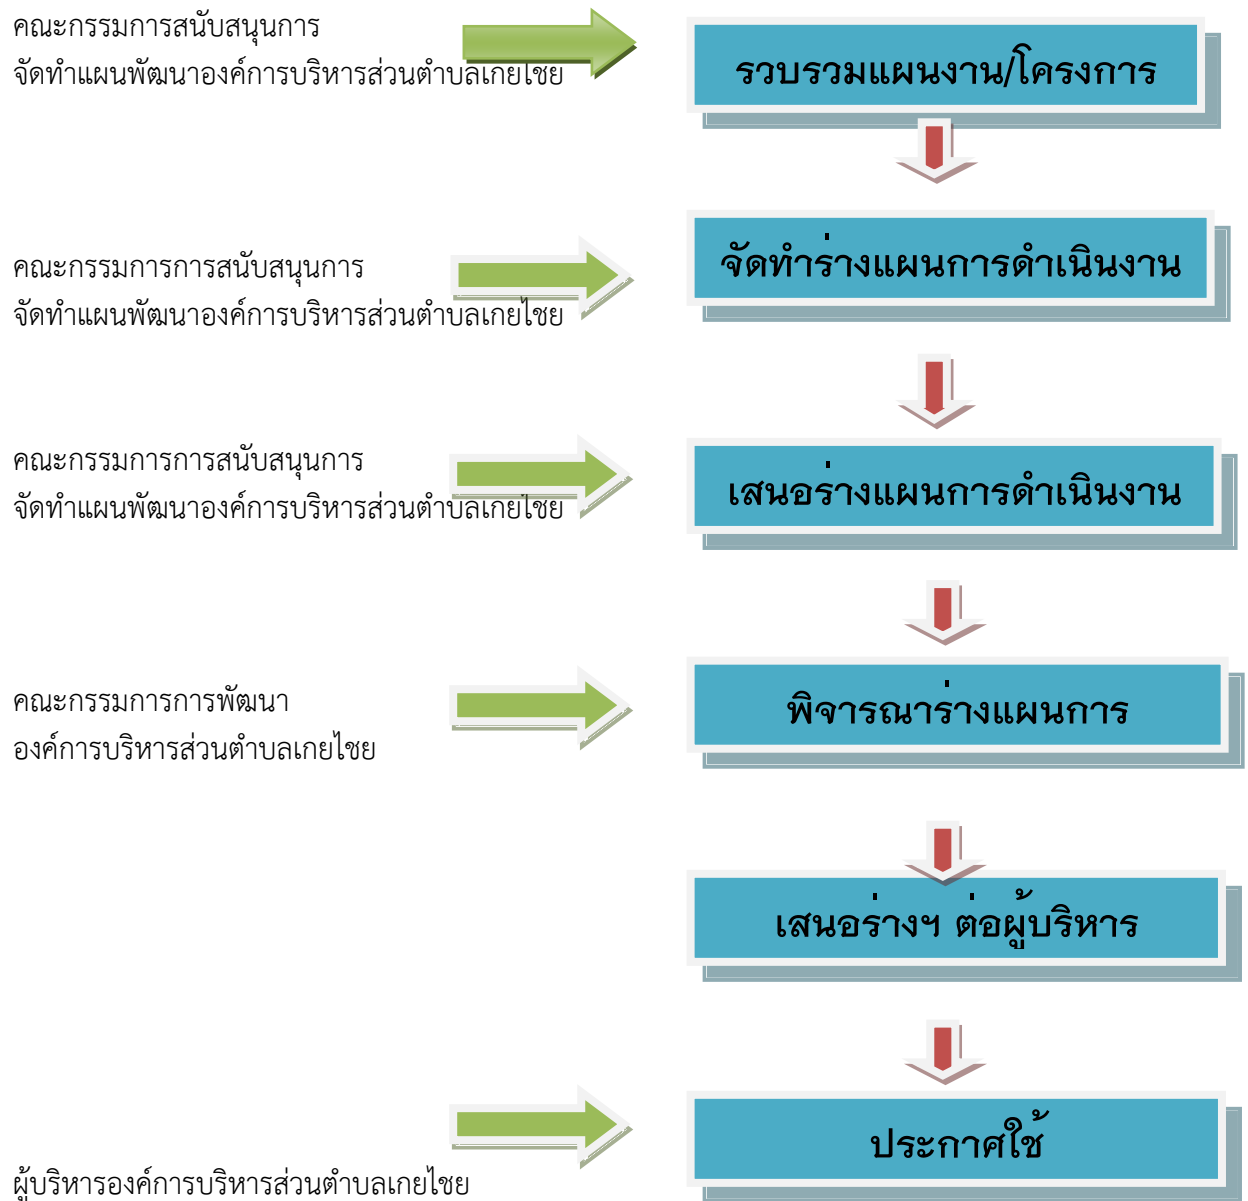 คณะกรรมการสนับสนุนการ
จัดทำแผนพัฒนาองค์การบริหารส่วนตำบลเกยไชย
รวบรวมแผนงาน/โครงการ
คณะกรรมการการสนับสนุนการ
จัดทำแผนพัฒนาองค์การบริหารส่วนตำบลเกยไชย
จัดทำร่างแผนการดำเนินงาน
คณะกรรมการการสนับสนุนการ
จัดทำแผนพัฒนาองค์การบริหารส่วนตำบลเกยไชย
เสนอร่างแผนการดำเนินงาน
คณะกรรมการการพัฒนา
องค์การบริหารส่วนตำบลเกยไชย
พิจารณาร่างแผนการ
เสนอร่างฯ ต่อผู้บริหาร
ประกาศใช้
ผู้บริหารองค์การบริหารส่วนตำบลเกยไชย